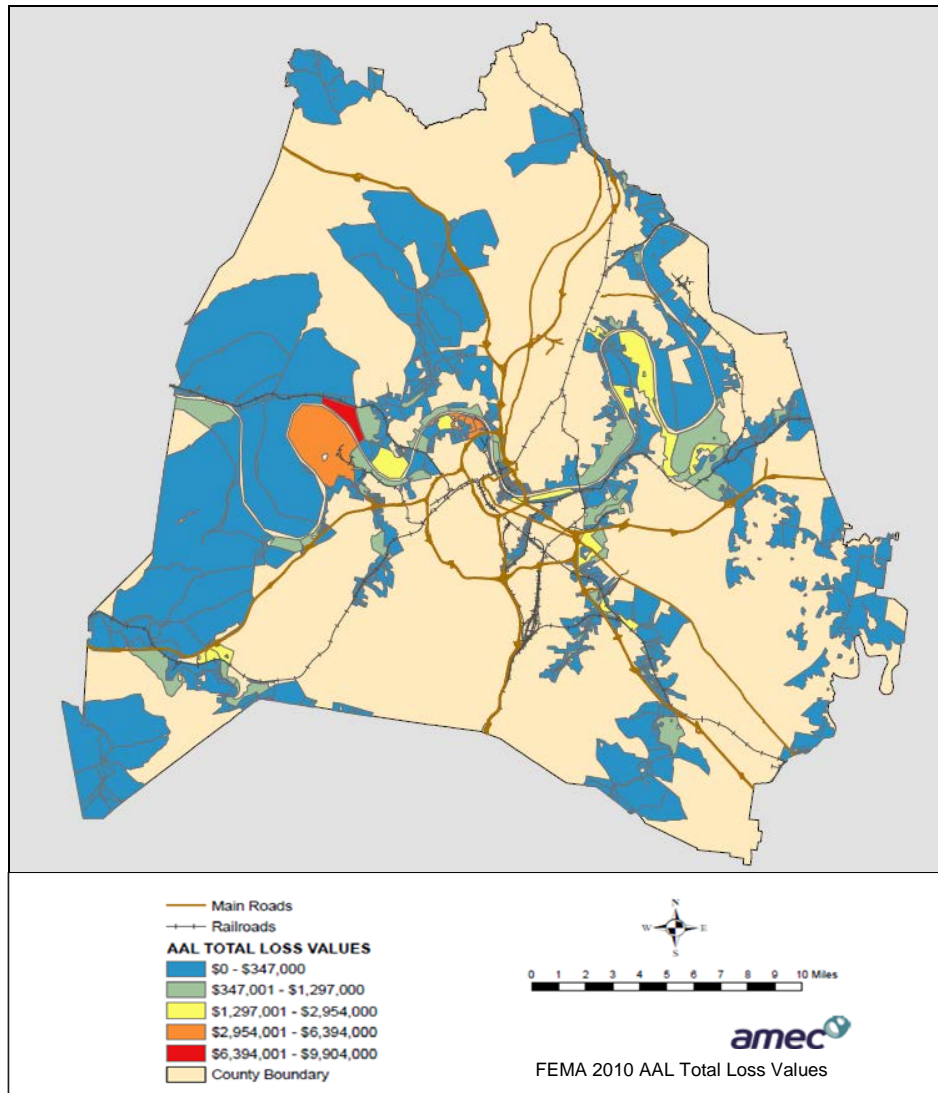 Main Roads
Railroads
AAL TOTAL LOSS VALUES
$0 - $347,000
$347,001 - $1,297,000
$1,297,001 - $2,954,000
$2,954,001 - $6,394,000
$6,394,001 - $9,904,000
County Boundary
N
W E
S
0 1 2 3 4 5 6 7 8 9 10 Miles
amec
FEMA 2010 AAL Total Loss Values